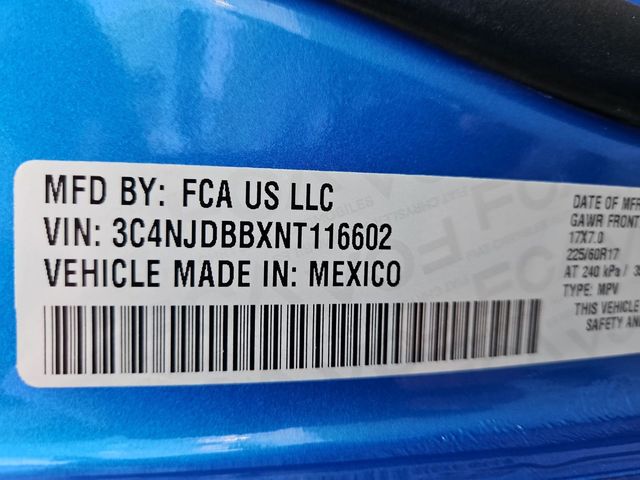 MFD BY: FCA US LLC
VIN: 3C4NJDBBXNT116602
VEHICLE MADE IN: MEXICO
DATE OF MFR
GAWR FRONT
17X7.0
225/60R17
AT 240 kPa / 3
TYPE: MPV
THIS VEHICLE
SAFETY AN